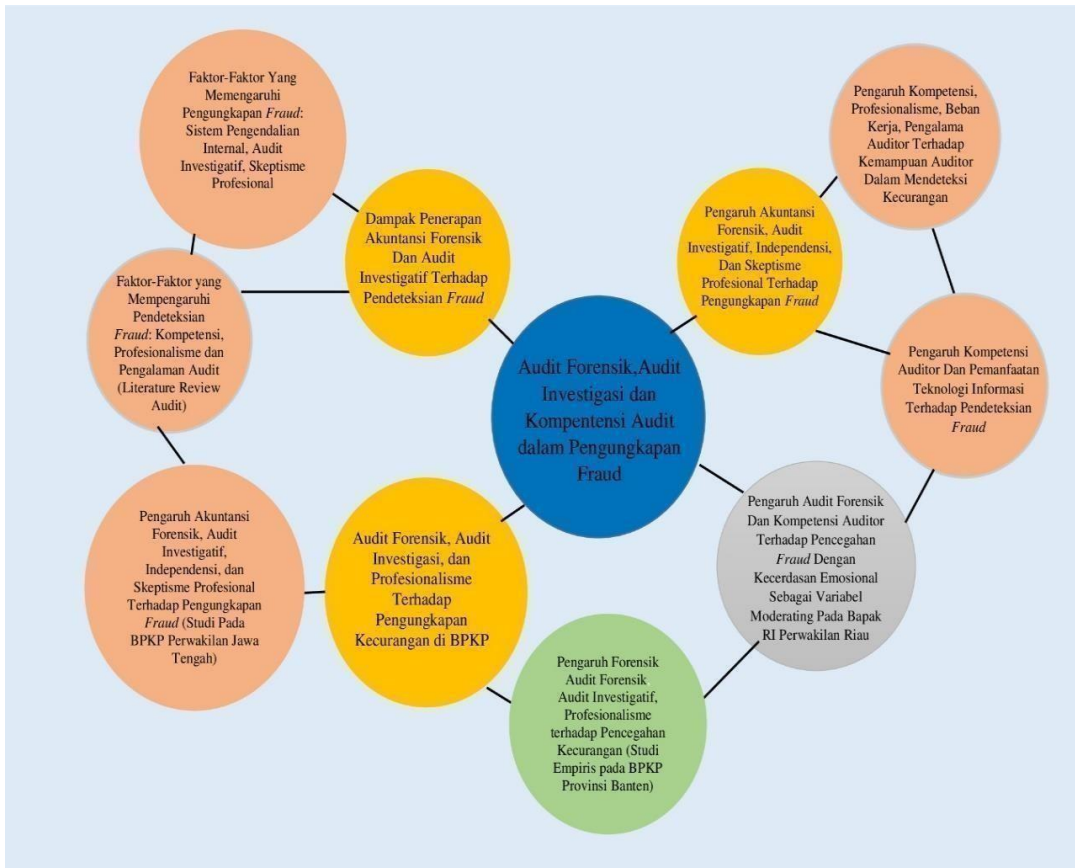 Faktor-Faktor Yang
Memengaruhi
Pengungkapan Fraud:
Sistem Pengendalian
Internal, Audit
Investigatif, Skeptisme
Profesional
Dampak Penerapan
Akuntansi Forensik
Dan Audit
Investigatif Terhadap
Pendeteksian Fraud
Pengaruh Kompetensi,
Profesionalisme, Beban
Kerja, Pengalama
Auditor Terhadap
Kemampuan Auditor
Dalam Mendeteksi
Kecurangan
Pengaruh Akuntansi
Forensik, Audit
Investigatif, Independensi,
Dan Skeptisme
Profesional Terhadap
Pengungkapan Fraud
Faktor-Faktor yang
Mempengaruhi
Pendeteksian
Fraud: Kompetensi,
Profesionalisme dan
Pengalaman Audit
(Literature Review
Audit)
Audit Forensik,Audit
Investigasi dan
Kompentensi Audit
dalam Pengungkapan
Fraud
Pengaruh Kompetensi
Auditor Dan Pemanfaatan
Teknologi Informasi
Terhadap Pendeteksian
Fraud
Pengaruh Akuntansi
Forensik, Audit
Investigatif,
Independensi, dan
Skeptisme Profesional
Terhadap Pengungkapan
Fraud (Studi Pada
BPKP Perwakilan Jawa
Tengah)
Audit Forensik, Audit
Investigasi, dan
Profesionalisme
Terhadap
Pengungkapan
Kecurangan di BPKP
Pengaruh Audit Forensik
Dan Kompetensi Auditor
Terhadap Pencegahan
Fraud Dengan
Kecerdasan Emosional
Sebagai Variabel
Moderating Pada Bapak
RI Perwakilan Riau
Pengaruh Forensik
Audit Forensik,
Audit Investigatif,
Profesionalisme
terhadap Pencegahan
Kecurangan (Studi
Empiris pada BPKP
Provinsi Banten)